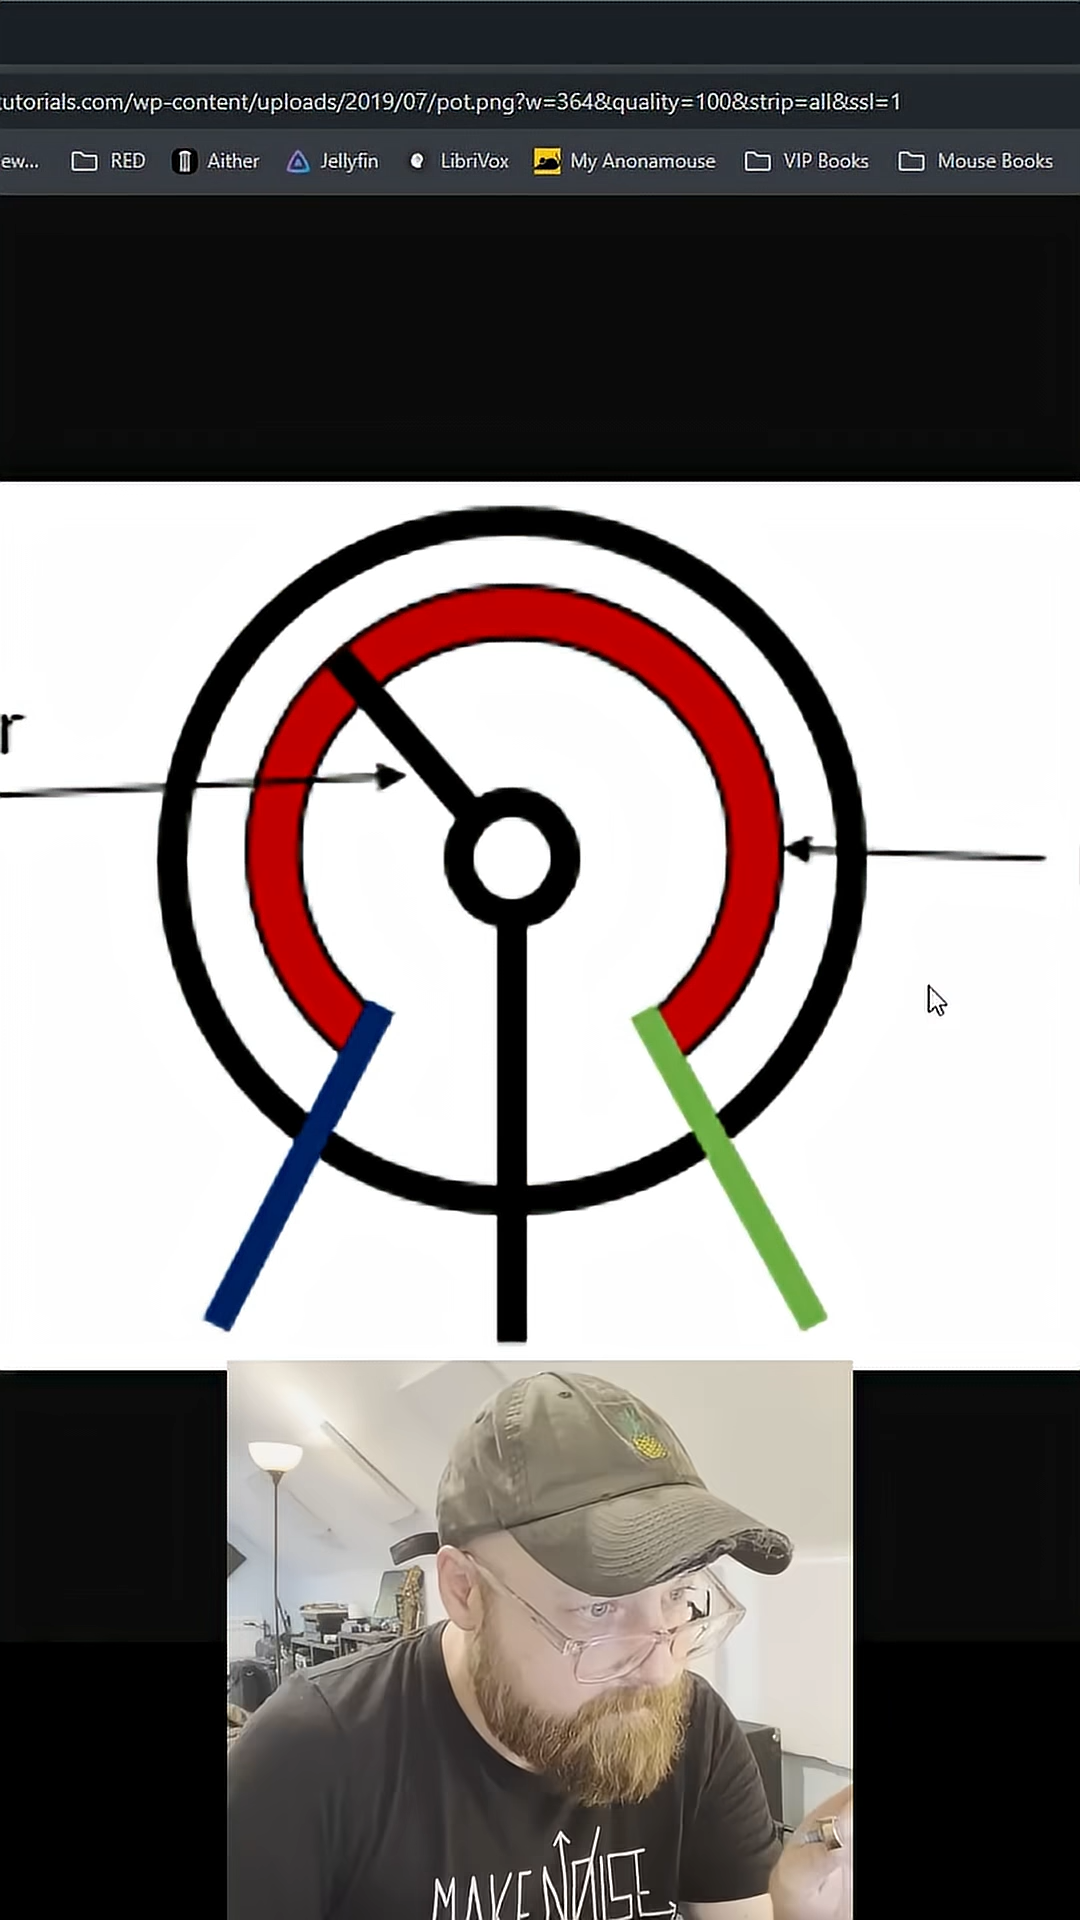 tutorials.com/wp-content/uploads/2019/07/pot.png?w=364&quality=100&strip=all&ssl=1
ew... RED Aither Jellyfin LibriVox My Anonamouse VIP Books Mouse Books
r
MAKE NOISE